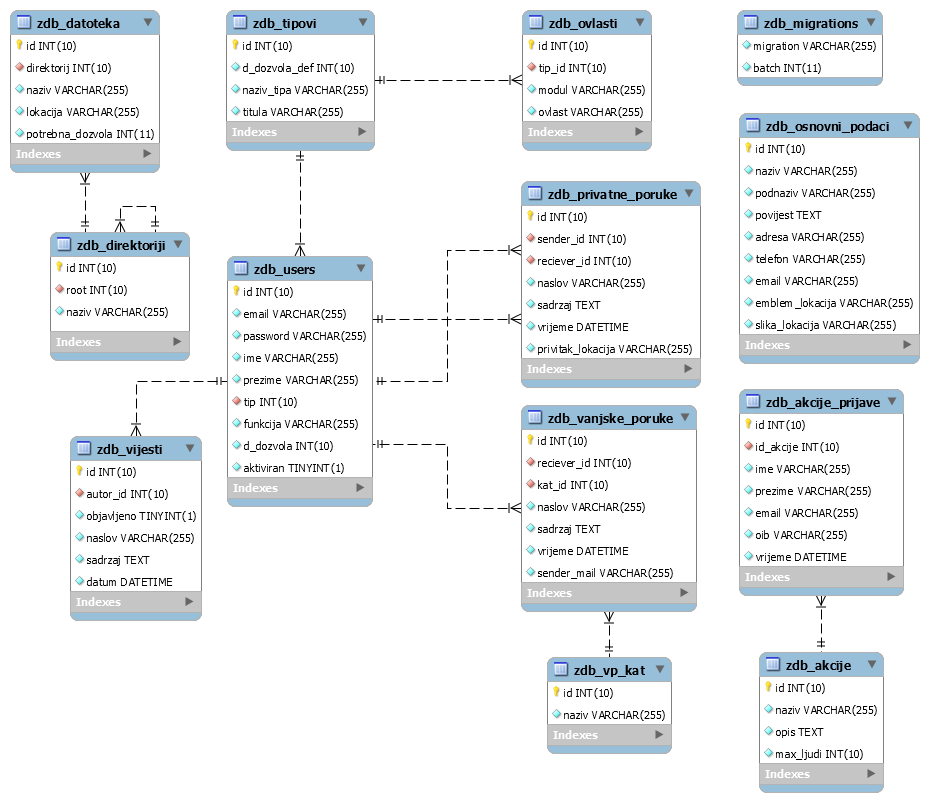 zdb_datoteka
id INT(10)
direktorij INT(10)
naziv VARCHAR(255)
lokacija VARCHAR(255)
potrebna_dozvola INT(11)
Indexes
zdb_tipovi
id INT(10)
d_dozvola_def INT(10)
naziv_tipa VARCHAR(255)
titula VARCHAR(255)
Indexes
zdb_ovlasti
id INT(10)
tip_id INT(10)
modul VARCHAR(255)
ovlast VARCHAR(255)
Indexes
zdb_migrations
migration VARCHAR(255)
batch INT(11)
zdb_osnovni_podaci
id INT(10)
naziv VARCHAR(255)
podnaziv VARCHAR(255)
povijest TEXT
adresa VARCHAR(255)
telefon VARCHAR(255)
email VARCHAR(255)
emblem_lokacija VARCHAR(255)
slika_lokacija VARCHAR(255)
Indexes
zdb_direktoriji
id INT(10)
root INT(10)
naziv VARCHAR(255)
Indexes
zdb_users
id INT(10)
email VARCHAR(255)
password VARCHAR(255)
ime VARCHAR(255)
prezime VARCHAR(255)
tip INT(10)
funkcija VARCHAR(255)
d_dozvola INT(10)
aktiviran TINYINT(1)
Indexes
zdb_privatne_poruke
id INT(10)
sender_id INT(10)
reciever_id INT(10)
naslov VARCHAR(255)
sadrzaj TEXT
vrijeme DATETIME
privitak_lokacija VARCHAR(255)
Indexes
zdb_vijesti
id INT(10)
autor_id INT(10)
objavljeno TINYINT(1)
naslov VARCHAR(255)
sadrzaj TEXT
datum DATETIME
Indexes
zdb_vanjske_poruke
id INT(10)
reciever_id INT(10)
kat_id INT(10)
naslov VARCHAR(255)
sadrzaj TEXT
vrijeme DATETIME
sender_mail VARCHAR(255)
Indexes
zdb_akcije_prijave
id INT(10)
id_akcije INT(10)
ime VARCHAR(255)
prezime VARCHAR(255)
email VARCHAR(255)
oib VARCHAR(255)
vrijeme DATETIME
Indexes
zdb_vp_kat
id INT(10)
naziv VARCHAR(255)
Indexes
zdb_akcije
id INT(10)
naziv VARCHAR(255)
opis TEXT
max_ljudi INT(10)
Indexes